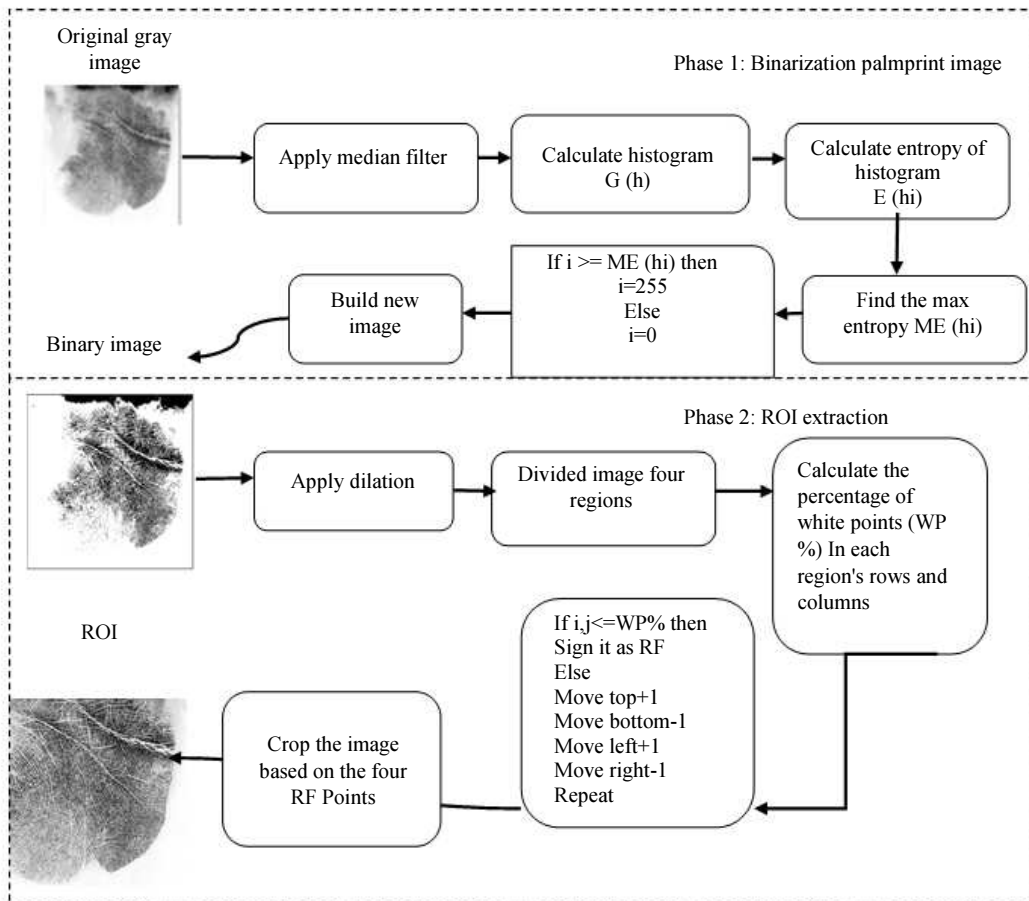 Original gray
image
Phase 1: Binarization palmprint image
Apply median filter
Calculate histogram
G (h)
Calculate entropy of
histogram
E (hi)
Find the max
entropy ME (hi)
If i >= ME (hi) then
i=255
Else
i=0
Build new
image
Binary image
Phase 2: ROI extraction
Apply dilation
Divided image four
regions
Calculate the
percentage of
white points (WP
%) In each
region's rows and
columns
If i,j<=WP% then
Sign it as RF
Else
Move top+1
Move bottom-1
Move left+1
Move right-1
Repeat
Crop the image
based on the four
RF Points
ROI